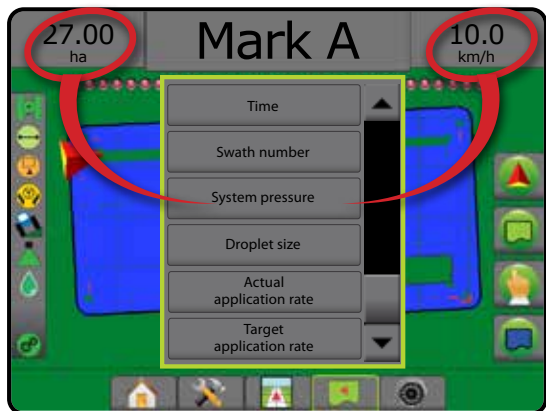 27.00
ha
Mark A
10.0
km/h
Time
Swath number
System pressure
Droplet size
Actual
application rate
Target
application rate